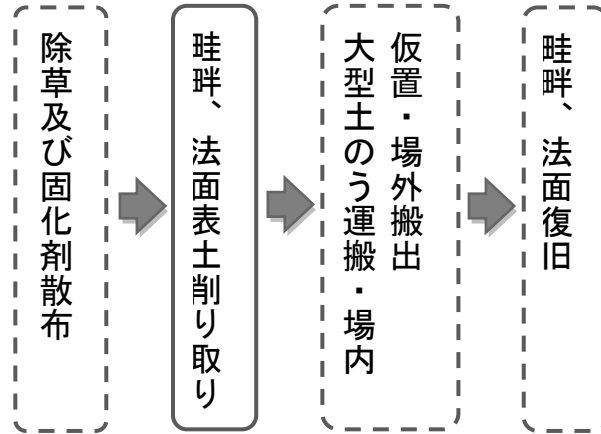 除草及び固化剤散布
畦畔、法面表土削り取り
大型土のう運搬・場内
仮置・場外搬出
畦畔、法面復旧